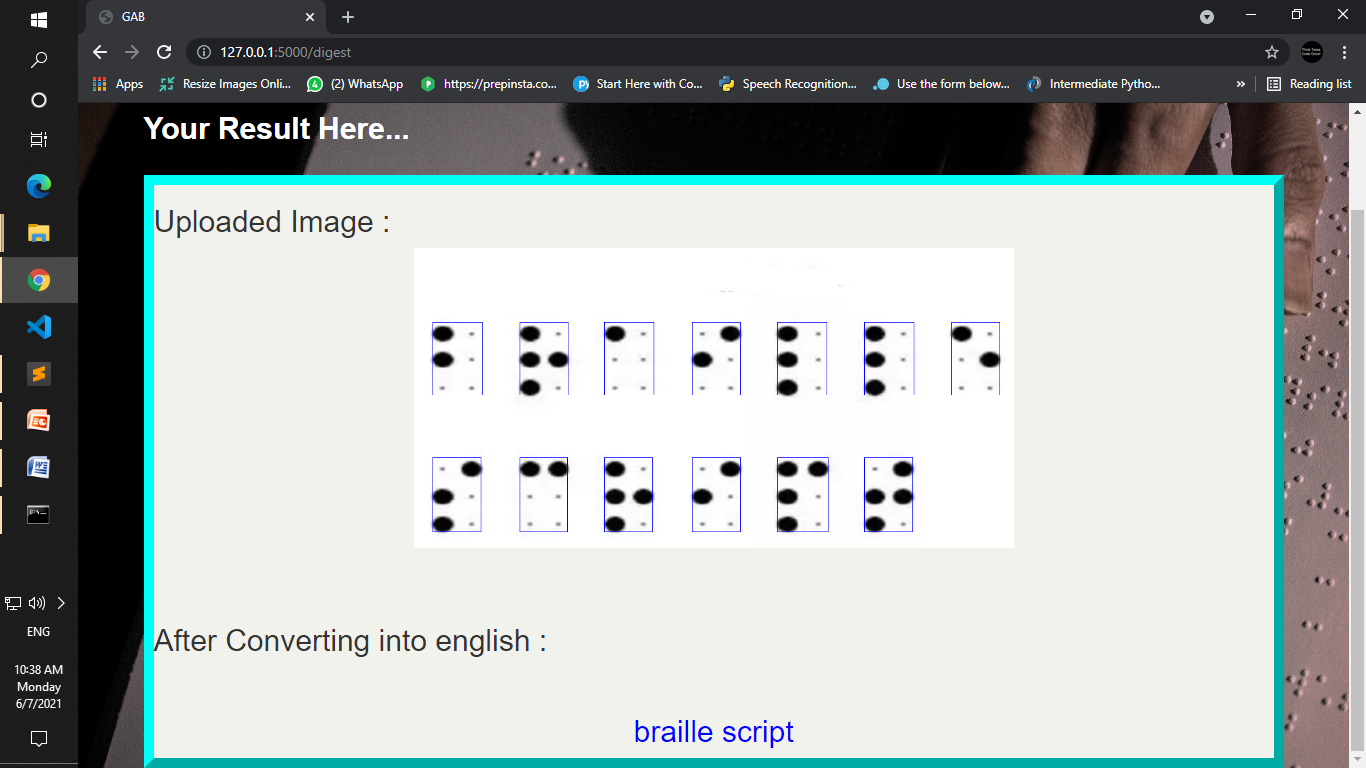 GAB
127.0.0.1:5000/digest
Apps
Resize Images Onli...
(2) WhatsApp
https://prepinsta.co...
Start Here with Co...
Speech Recognition...
Use the form below...
Intermediate Pytho...
»
Reading list
Your Result Here...
Uploaded Image :
⠃⠗⠁⠊⠇⠇⠑
⠎⠉⠗⠊⠏⠞
After Converting into english :
braille script
ENG
10:38 AM
Monday
6/7/2021